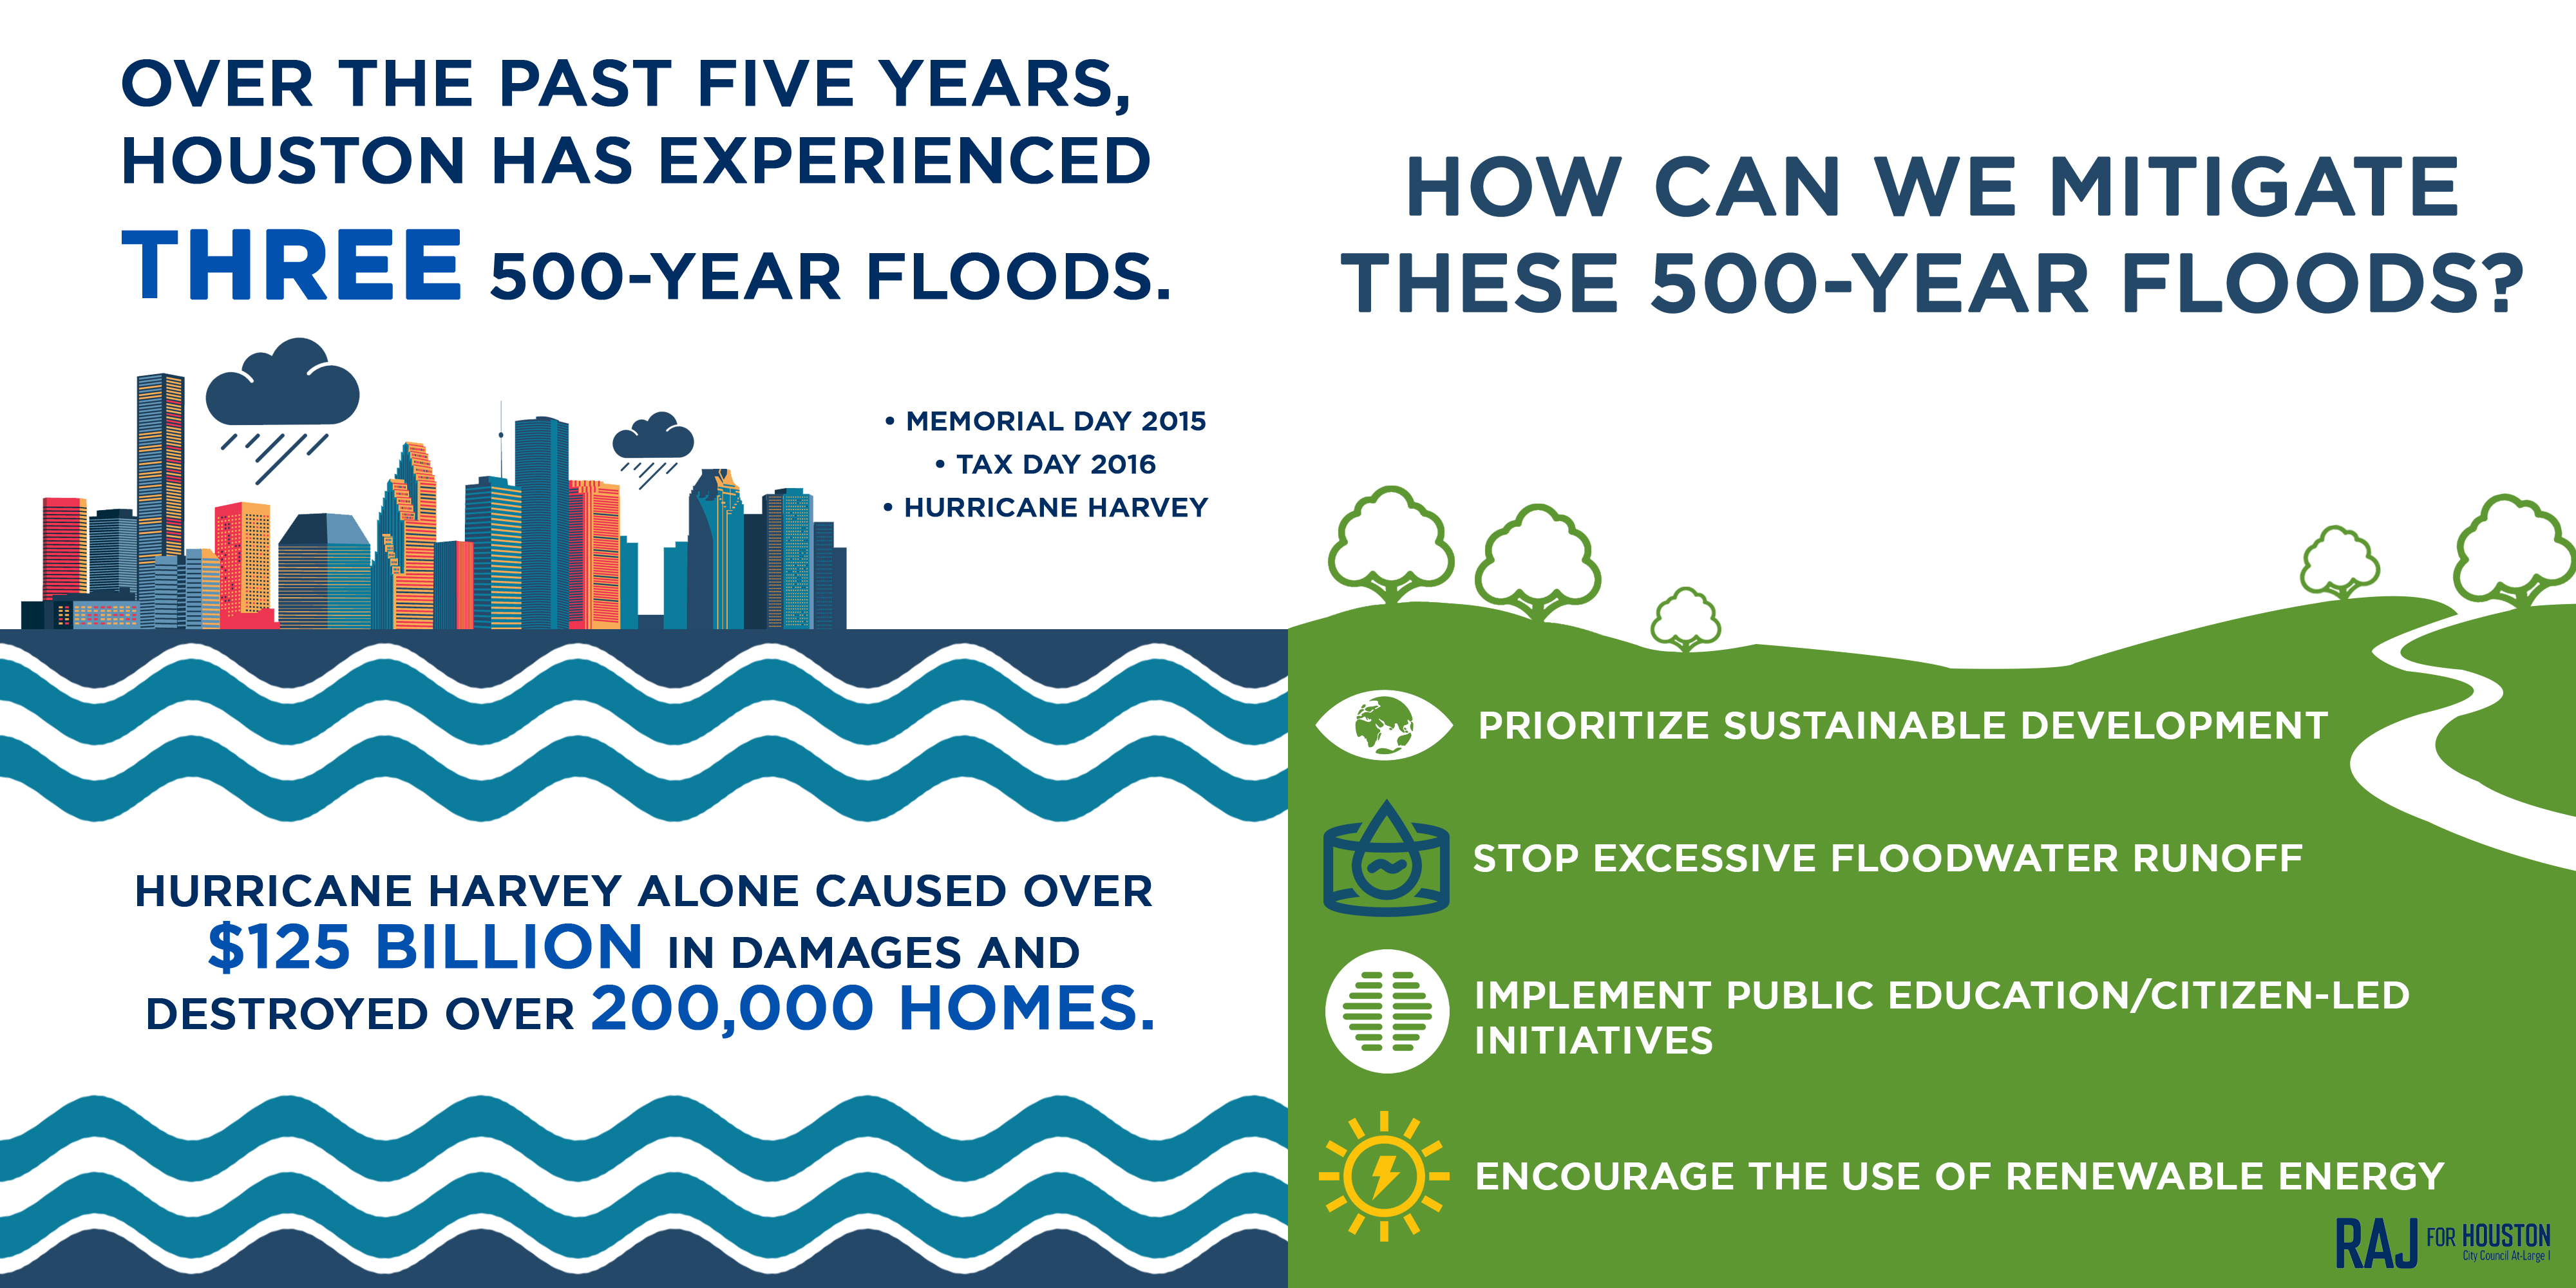 OVER THE PAST FIVE YEARS,
HOUSTON HAS EXPERIENCED
THREE 500-YEAR FLOODS.
• MEMORIAL DAY 2015
• TAX DAY 2016
• HURRICANE HARVEY
HURRICANE HARVEY ALONE CAUSED OVER
$125 BILLION IN DAMAGES AND
DESTROYED OVER 200,000 HOMES.
HOW CAN WE MITIGATE
THESE 500-YEAR FLOODS?
PRIORITIZE SUSTAINABLE DEVELOPMENT
STOP EXCESSIVE FLOODWATER RUNOFF
IMPLEMENT PUBLIC EDUCATION/CITIZEN-LED
INITIATIVES
ENCOURAGE THE USE OF RENEWABLE ENERGY
RAJ FOR HOUSTON
City Council At-Large I